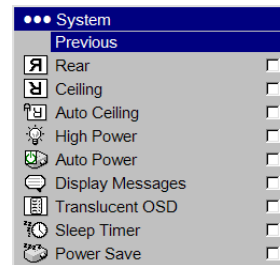 System
Previous
Rear
Ceiling
Auto Ceiling
High Power
Auto Power
Display Messages
Translucent OSD
Sleep Timer
Power Save